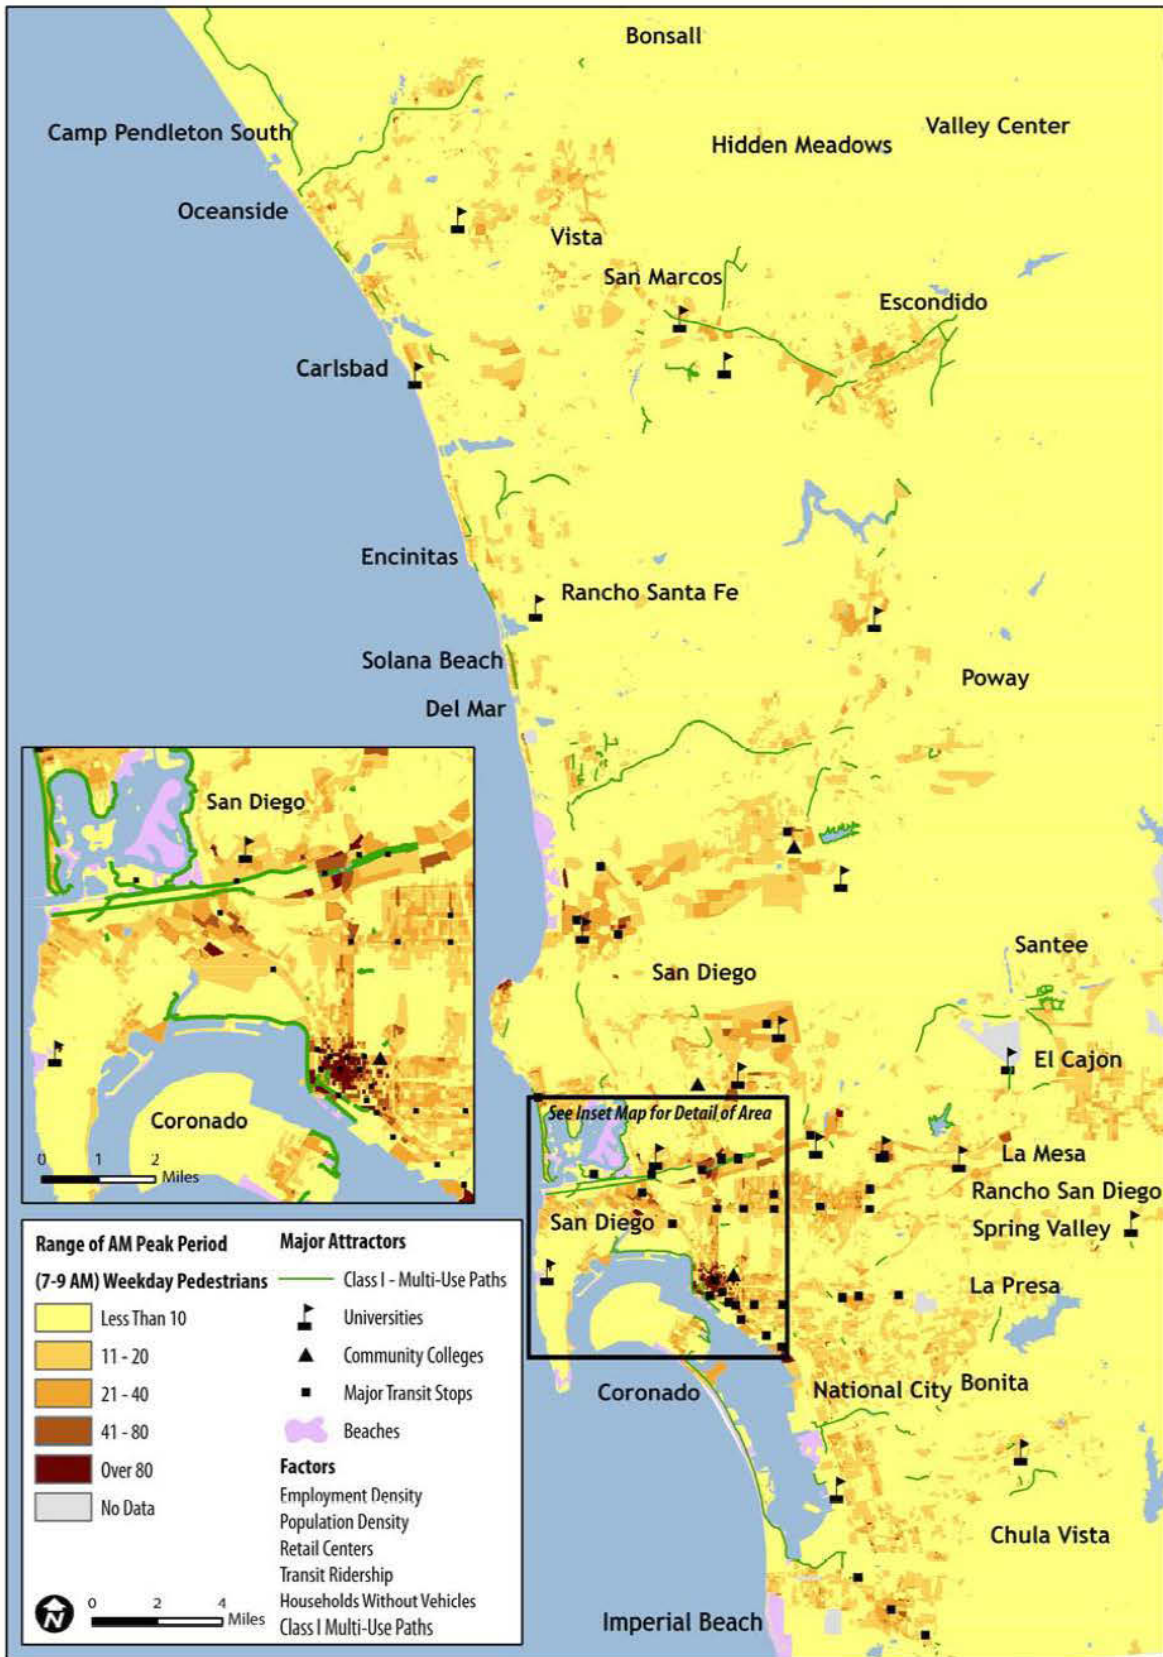 Bonsall
Valley Center
Camp Pendleton South
Hidden Meadows
Oceanside
Vista
San Marcos
Escondido
Carlsbad
Encinitas
Rancho Santa Fe
Solana Beach
Poway
Del Mar
San Diego
Santee
San Diego
El Cajon
See Inset Map for Detail of Area
Coronado
La Mesa
0 1 2
Miles
Rancho San Diego
San Diego
Spring Valley
La Presa
Coronado
National City
Bonita
Chula Vista
Imperial Beach
Range of AM Peak Period
(7-9 AM) Weekday Pedestrians
Less Than 10
11 - 20
21 - 40
41 - 80
Over 80
No Data
Major Attractors
Class I - Multi-Use Paths
Universities
Community Colleges
Major Transit Stops
Beaches
Factors
Employment Density
Population Density
Retail Centers
Transit Ridership
Households Without Vehicles
Class I Multi-Use Paths
N
0 2 4
Miles